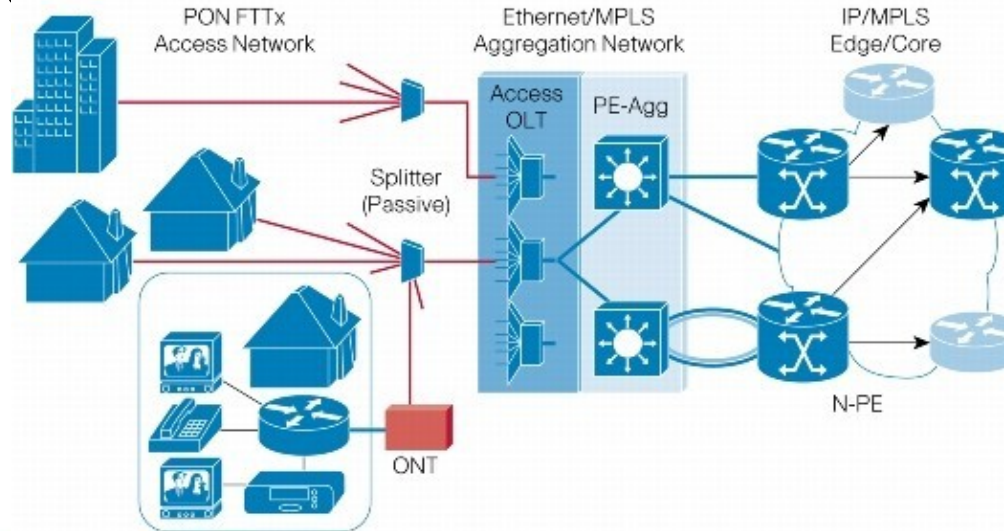 PON FTTx
Access Network
Ethernet/MPLS
Aggregation Network
IP/MPLS
Edge/Core
Access
OLT
PE-Agg
Splitter
(Passive)
N-PE
ONT